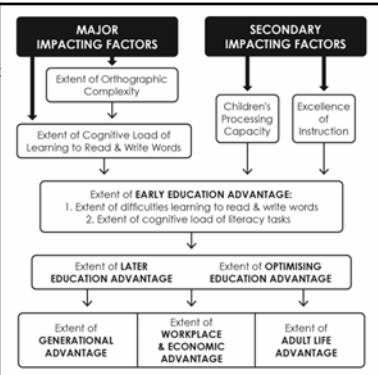 MAJOR
IMPACTING FACTORS
SECONDARY
IMPACTING FACTORS
Extent of Orthographic
Complexity
Extent of Cognitive Load of
Learning to Read & Write Words
Children's
Processing
Capacity
Excellence
of
Instruction
Extent of EARLY EDUCATION ADVANTAGE:
1. Extent of difficulties learning to read & write words
2. Extent of cognitive load of literacy tasks
Extent of LATER
EDUCATION ADVANTAGE
Extent of OPTIMISING
EDUCATION ADVANTAGE
Extent of
GENERATIONAL
ADVANTAGE
Extent of
WORKPLACE
& ECONOMIC
ADVANTAGE
Extent of
ADULT LIFE
ADVANTAGE